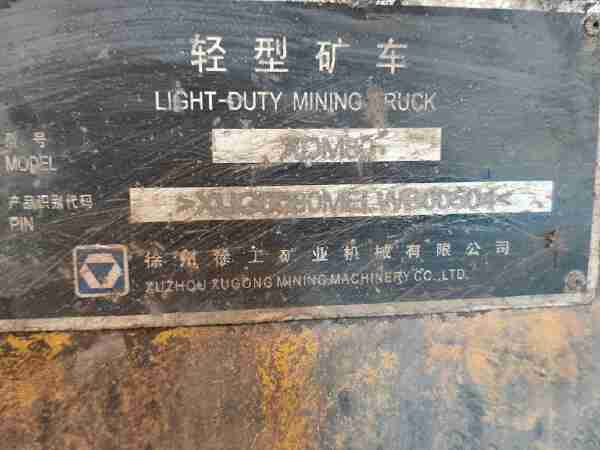 轻型矿车
LIGHT-DUTY MINING TRUCK
型号
MODEL
产品识别代码
PIN
徐州徐工矿业机械有限公司
XUZHOU XUGONG MINING MACHINERY CO.,LTD.